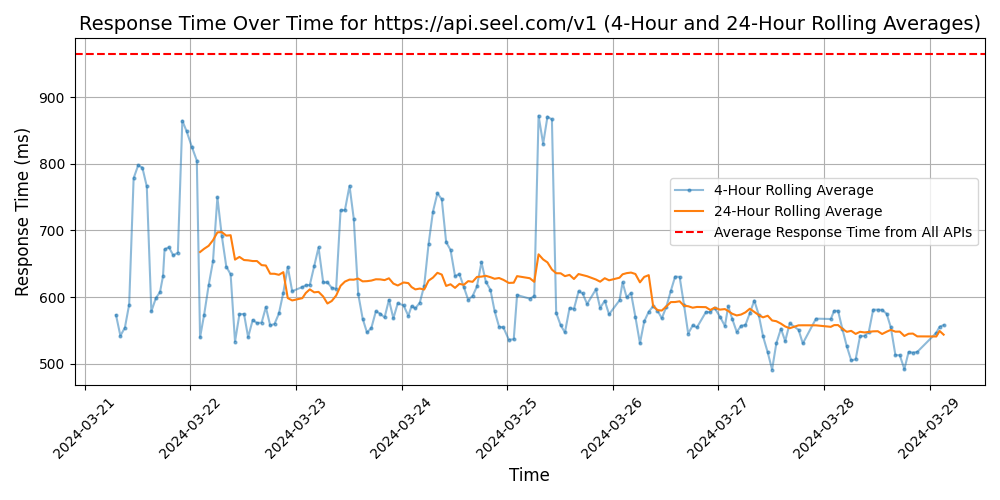 Response Time Over Time for https://api.seel.com/v1 (4-Hour and 24-Hour Rolling Averages)
Response Time (ms)
900
800
700
600
500
4-Hour Rolling Average
24-Hour Rolling Average
Average Response Time from All APIs
2024-03-21
2024-03-22
2024-03-23
2024-03-24
2024-03-25
2024-03-26
2024-03-27
2024-03-28
2024-03-29
Time